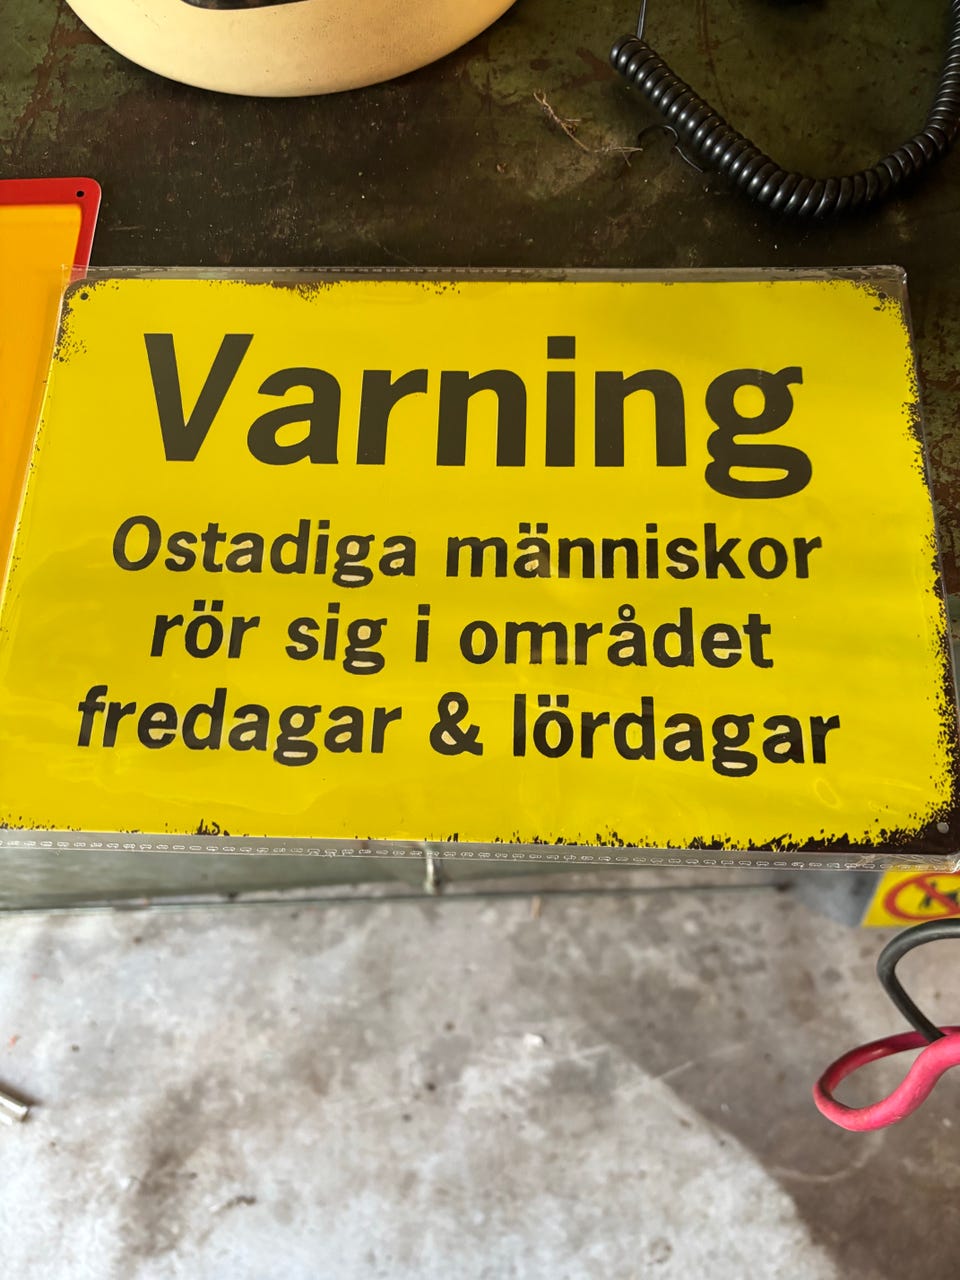 Varning
Ostadiga människor
rör sig i området
fredagar & lördagar